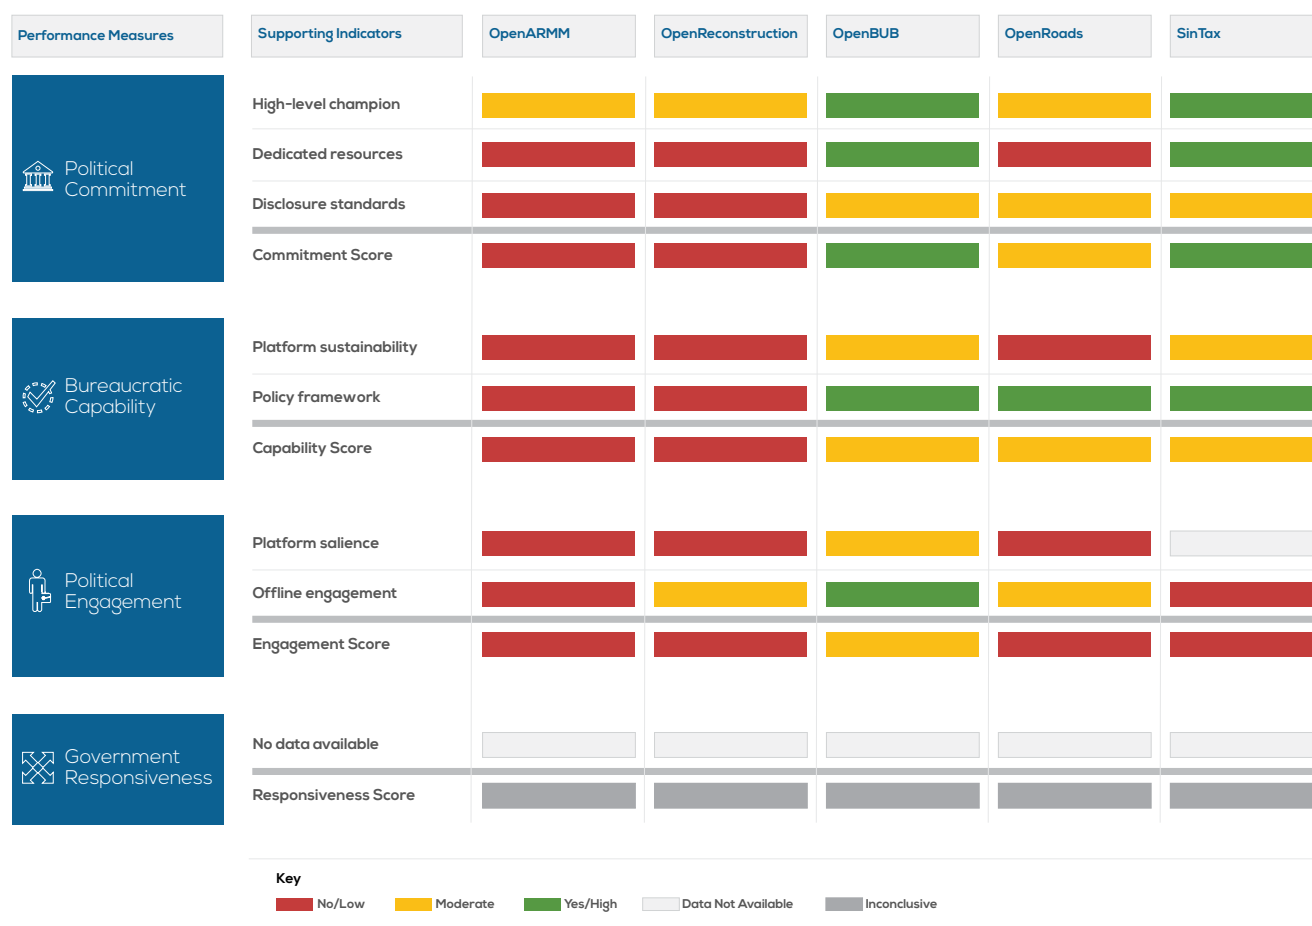 Performance Measures
Supporting Indicators
OpenARMM
OpenReconstruction
OpenBUB
OpenRoads
SinTax
Political
Commitment
High-level champion
Dedicated resources
Disclosure standards
Commitment Score
Bureaucratic
Capability
Platform sustainability
Policy framework
Capability Score
Political
Engagement
Platform salience
Offline engagement
Engagement Score
Government
Responsiveness
No data available
Responsiveness Score
Key
No/Low
Moderate
Yes/High
Data Not Available
Inconclusive